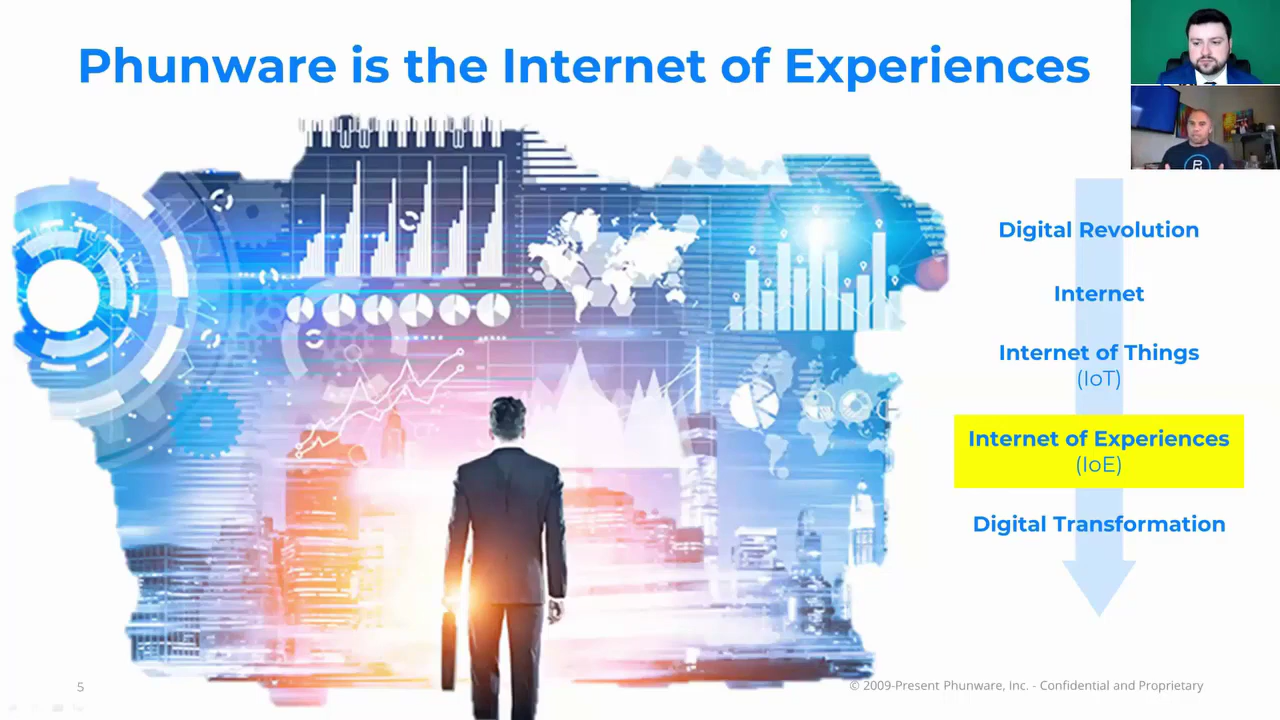 Phunware is the Internet of Experiences
Digital Revolution
Internet
Internet of Things
(IoT)
Internet of Experiences
(IoE)
Digital Transformation
5
© 2009-Present Phunware, Inc. - Confidential and Proprietary